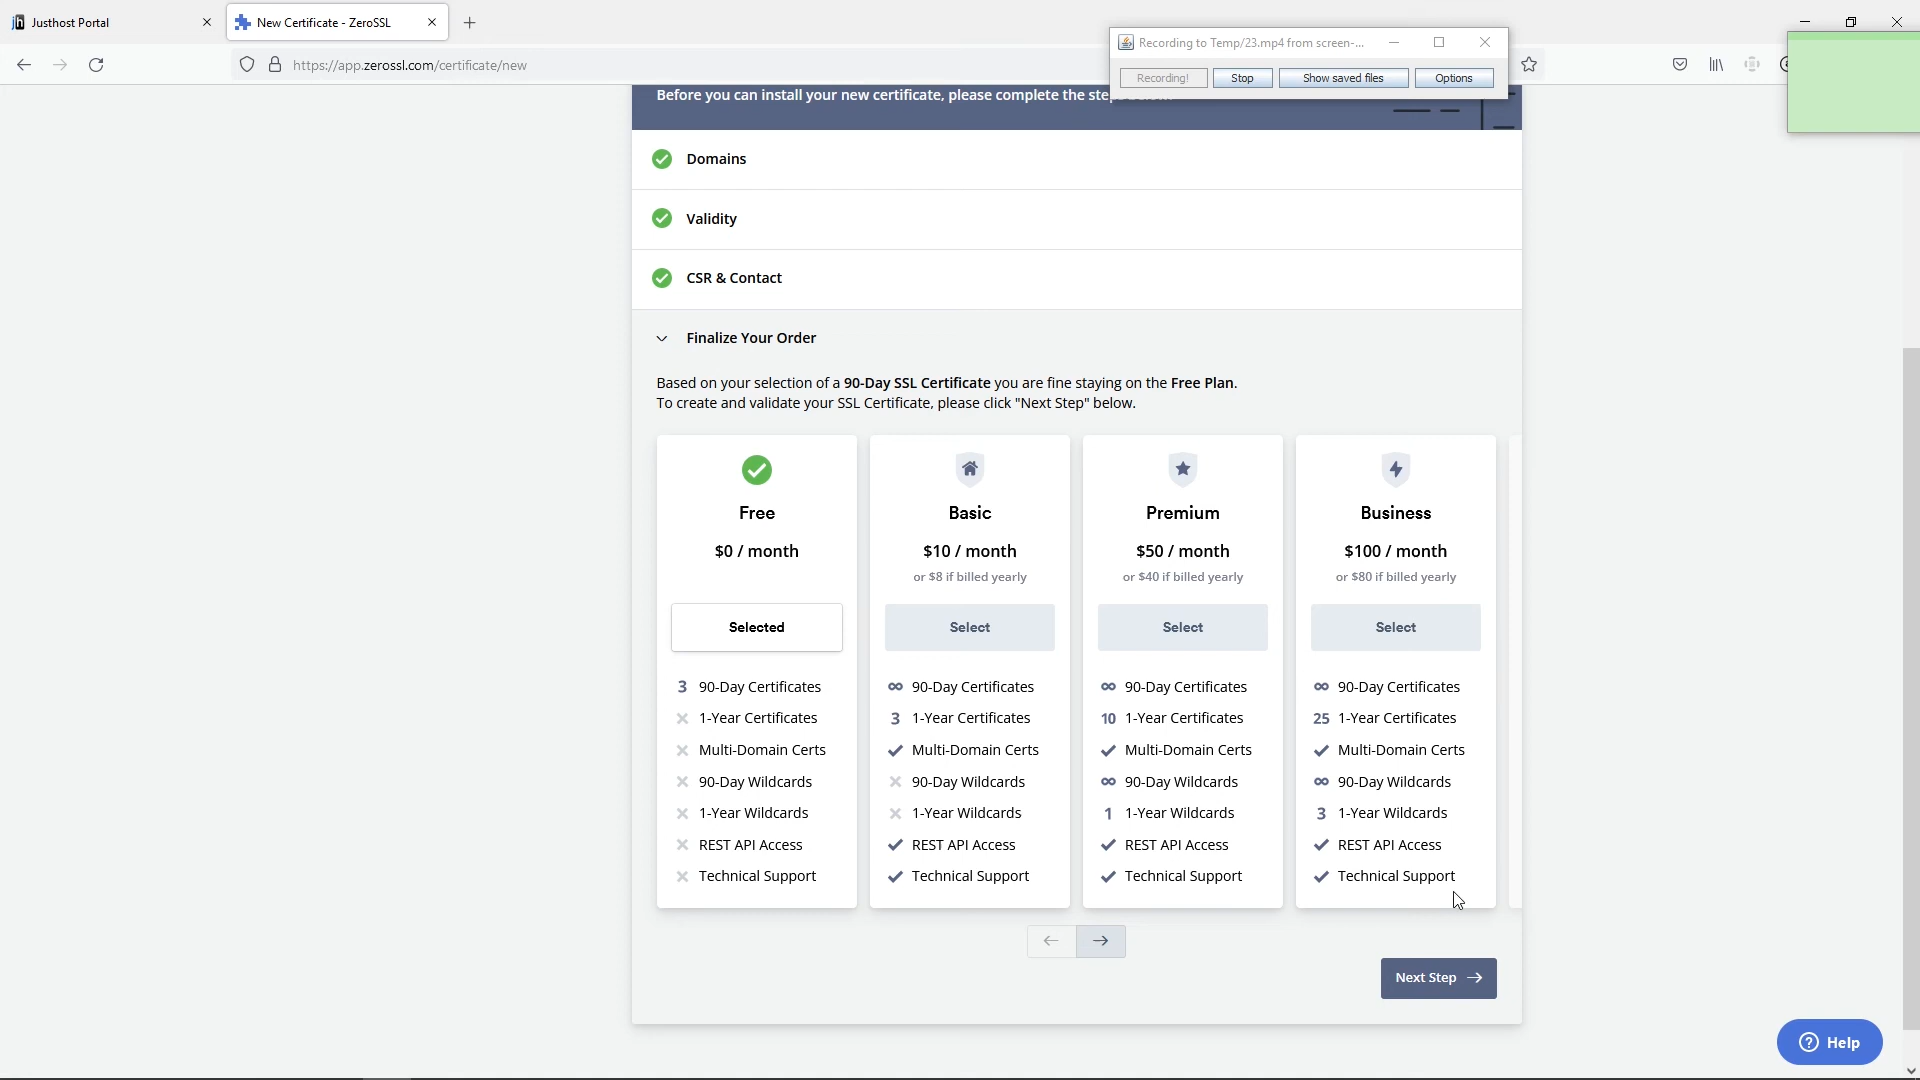 Justhost Portal
New Certificate - ZeroSSL
Recording to Temp/23.mp4 from screen-...
https://app.zerossl.com/certificate/new
Recording!
Stop
Show saved files
Options
Before you can install your new certificate, please complete the
Domains
Validity
CSR & Contact
Finalize Your Order
Based on your selection of a 90-Day SSL Certificate you are fine staying on the Free Plan.
To create and validate your SSL Certificate, please click "Next Step" below.
Free
$0 / month
Selected
3 90-Day Certificates
1-Year Certificates
Multi-Domain Certs
90-Day Wildcards
1-Year Wildcards
REST API Access
Technical Support
Basic
$10 / month
or $8 if billed yearly
Select
∞ 90-Day Certificates
3 1-Year Certificates
Multi-Domain Certs
90-Day Wildcards
1-Year Wildcards
REST API Access
Technical Support
Premium
$50 / month
or $40 if billed yearly
Select
∞ 90-Day Certificates
10 1-Year Certificates
Multi-Domain Certs
∞ 90-Day Wildcards
1 1-Year Wildcards
REST API Access
Technical Support
Business
$100 / month
or $80 if billed yearly
Select
∞ 90-Day Certificates
25 1-Year Certificates
Multi-Domain Certs
∞ 90-Day Wildcards
3 1-Year Wildcards
REST API Access
Technical Support
Next Step
Help